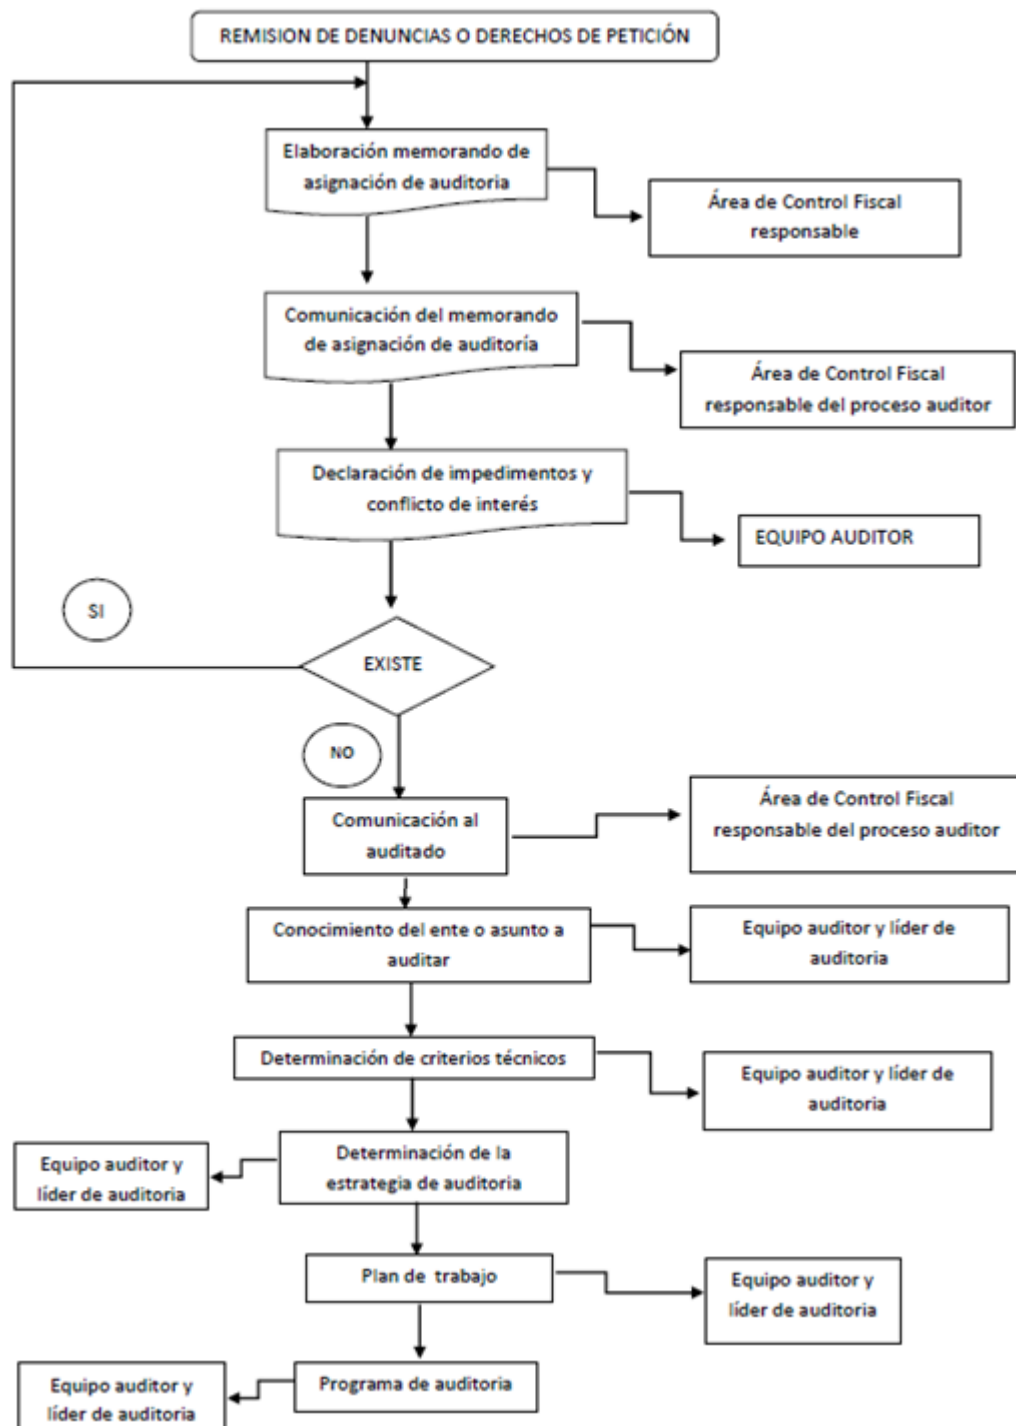 REMISION DE DENUNCIAS O DERECHOS DE PETICIÓN
Elaboración memorando de
asignación de auditoria
Área de Control Fiscal
responsable
Comunicación del memorando
de asignación de auditoría
Área de Control Fiscal
responsable del proceso auditor
Declaración de impedimentos y
conflicto de interés
EQUIPO AUDITOR
SI
EXISTE
NO
Comunicación al
auditado
Área de Control Fiscal
responsable del proceso auditor
Conocimiento del ente o asunto a
auditar
Equipo auditor y líder de
auditoria
Determinación de criterios técnicos
Equipo auditor y líder de
auditoria
Determinación de la
estrategia de auditoria
Equipo auditor y
líder de auditoria
Plan de trabajo
Equipo auditor y
líder de auditoria
Programa de auditoria
Equipo auditor y
líder de auditoria